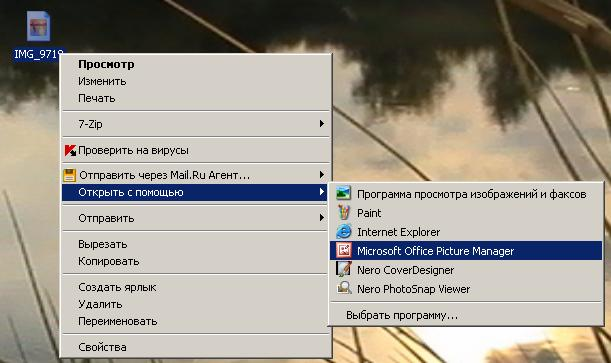 IMG_9719
Просмотр
Изменить
Печать
7-Zip
Проверить на вирусы
Отправить через Mail.Ru Агент...
Открыть с помощью
Отправить
Вырезать
Копировать
Создать ярлык
Удалить
Переименовать
Свойства
Программа просмотра изображений и факсов
Paint
Internet Explorer
Microsoft Office Picture Manager
Nero CoverDesigner
Nero PhotoSnap Viewer
Выбрать программу...